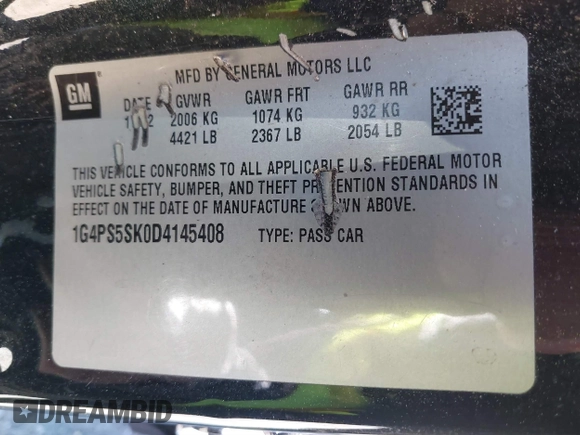 GM
MFD BY GENERAL MOTORS LLC
DATE GVWR GAWR FRT GAWR RR
2006 KG 1074 KG 932 KG
4421 LB 2367 LB 2054 LB
THIS VEHICLE CONFORMS TO ALL APPLICABLE U.S. FEDERAL MOTOR
VEHICLE SAFETY, BUMPER, AND THEFT PREVENTION STANDARDS IN
EFFECT ON THE DATE OF MANUFACTURE SHOWN ABOVE.
1G4PS5SK0D4145408 TYPE: PASS CAR
DREAMBID